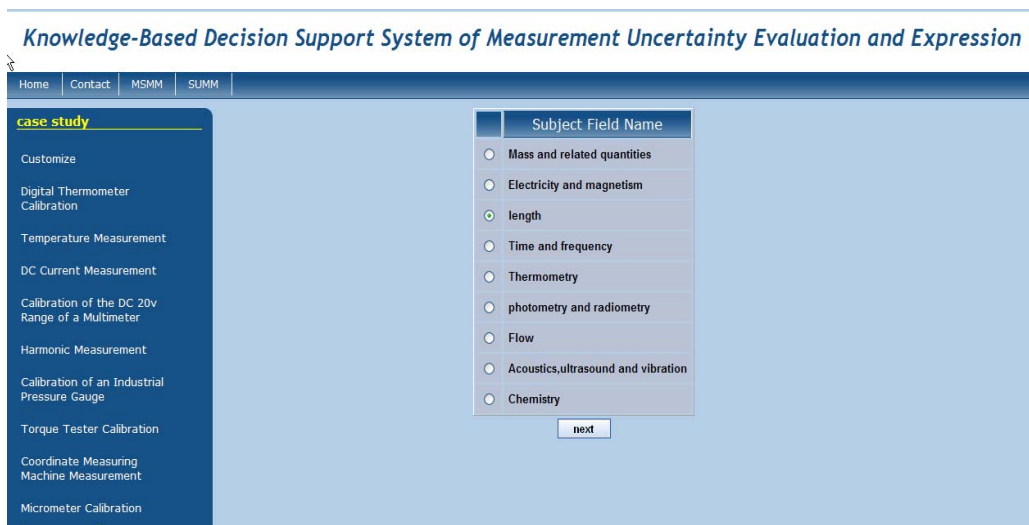 Knowledge-Based Decision Support System of Measurement Uncertainty Evaluation and Expression
Home Contact MSMM SUMM
case study
Customize
Digital Thermometer
Calibration
Temperature Measurement
DC Current Measurement
Calibration of the DC 20v
Range of a Multimeter
Harmonic Measurement
Calibration of an Industrial
Pressure Gauge
Torque Tester Calibration
Coordinate Measuring
Machine Measurement
Micrometer Calibration
Subject Field Name
Mass and related quantities
Electricity and magnetism
length
Time and frequency
Thermometry
photometry and radiometry
Flow
Acoustics,ultrasound and vibration
Chemistry
next